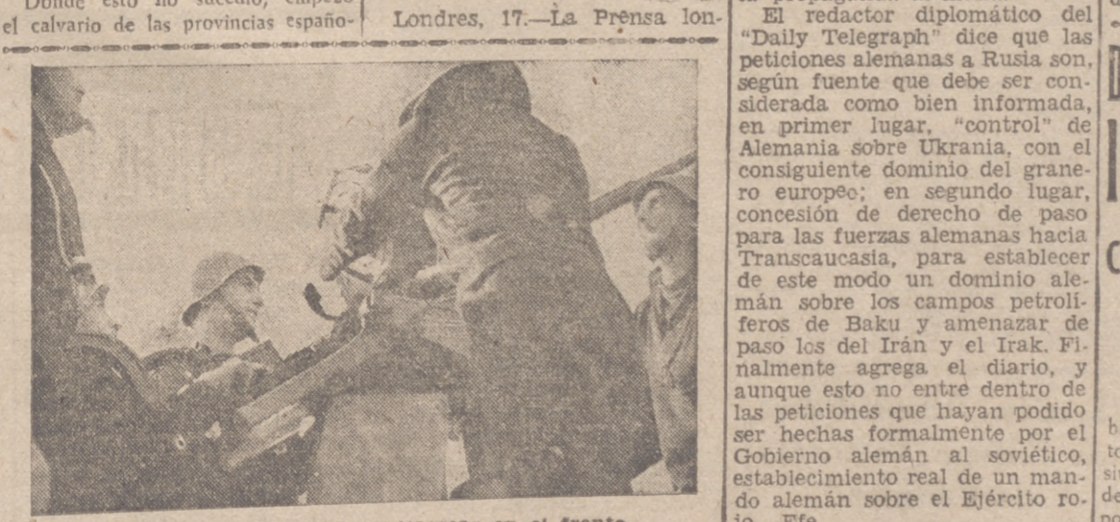 el calvario de las provincias españo-
Londres, 17.—La Prensa lon-
El redactor diplomático del
“Daily Telegraph” dice que las
peticiones alemanas a Rusia son,
según fuente que debe ser con-
siderada como bien informada,
en primer lugar, “control” de
Alemania sobre Ukrania, con el
consiguiente dominio del grane-
ro europeo; en segundo lugar,
concesión de derecho de paso
para las fuerzas alemanas hacia
Transcaucasia, para establecer
de este modo un dominio ale-
mán sobre los campos petrolí-
feros de Baku y amenazar de
paso los del Irán y el Irak. Fi-
nalmente agrega el diario, y
aunque esto no entre dentro de
las peticiones que hayan podido
ser hechas formalmente por el
Gobierno alemán al soviético,
establecimiento real de un man-
do alemán sobre el Ejército ro-